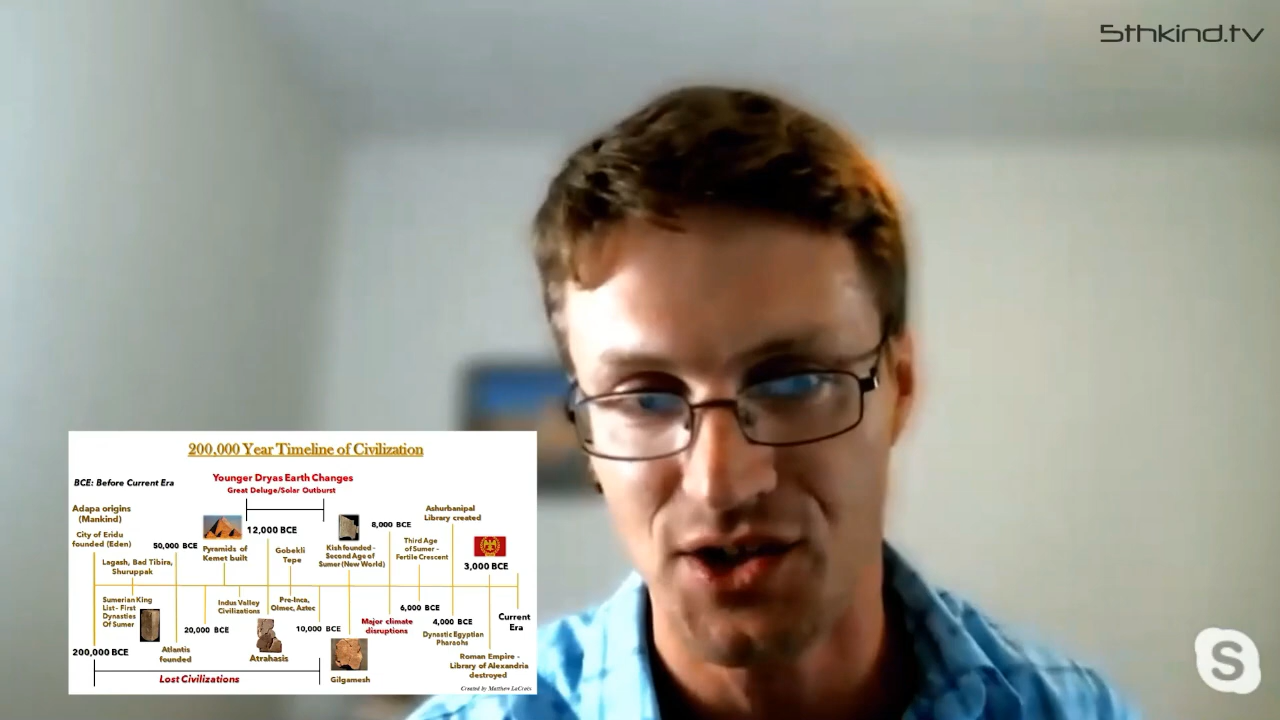 5thkind.tv
200,000 Year Timeline of Civilization
BCE: Before Current Era
Younger Dryas Earth Changes
Great Deluge/Solar Outburst
Adapa origins
(Mankind)
City of Eridu
founded (Eden)
Lagash, Bad Tibira,
Shuruppak
50,000 BCE
Pyramids of
Kemet built
12,000 BCE
Gobekli
Tepe
Kish founded -
Second Age of
Sumer (New World)
8,000 BCE
Third Age
of Sumer -
Fertile Crescent
Ashurbanipal
Library created
3,000 BCE
Sumerian King
List- First
Dynasties
Of Sumer
200,000 BCE
Atlantis
founded
20,000 BCE
Indus Valley
Civilizations
Atrahasis
Pre-Inca,
Olmec, Aztec
10,000 BCE
Gilgamesh
Major climate
disruptions
6,000 BCE
4,000 BCE
Dynastic Egyptian
Pharaohs
Roman Empire -
Library of Alexandria
destroyed
Current
Era
Lost Civilizations
Created by Matthew LaCroix
S